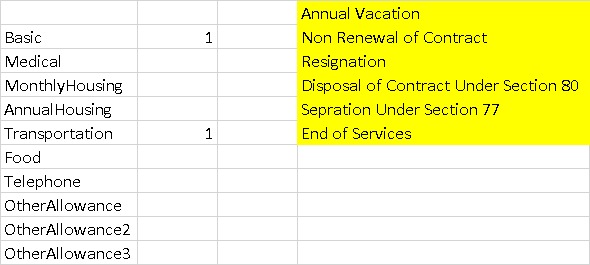 Annual Vacation
Basic 1 Non Renewal of Contract
Medical Resignation
MonthlyHousing Disposal of Contract Under Section 80
AnnualHousing Sepration Under Section 77
Transportation 1 End of Services
Food
Telephone
OtherAllowance
OtherAllowance2
OtherAllowance3